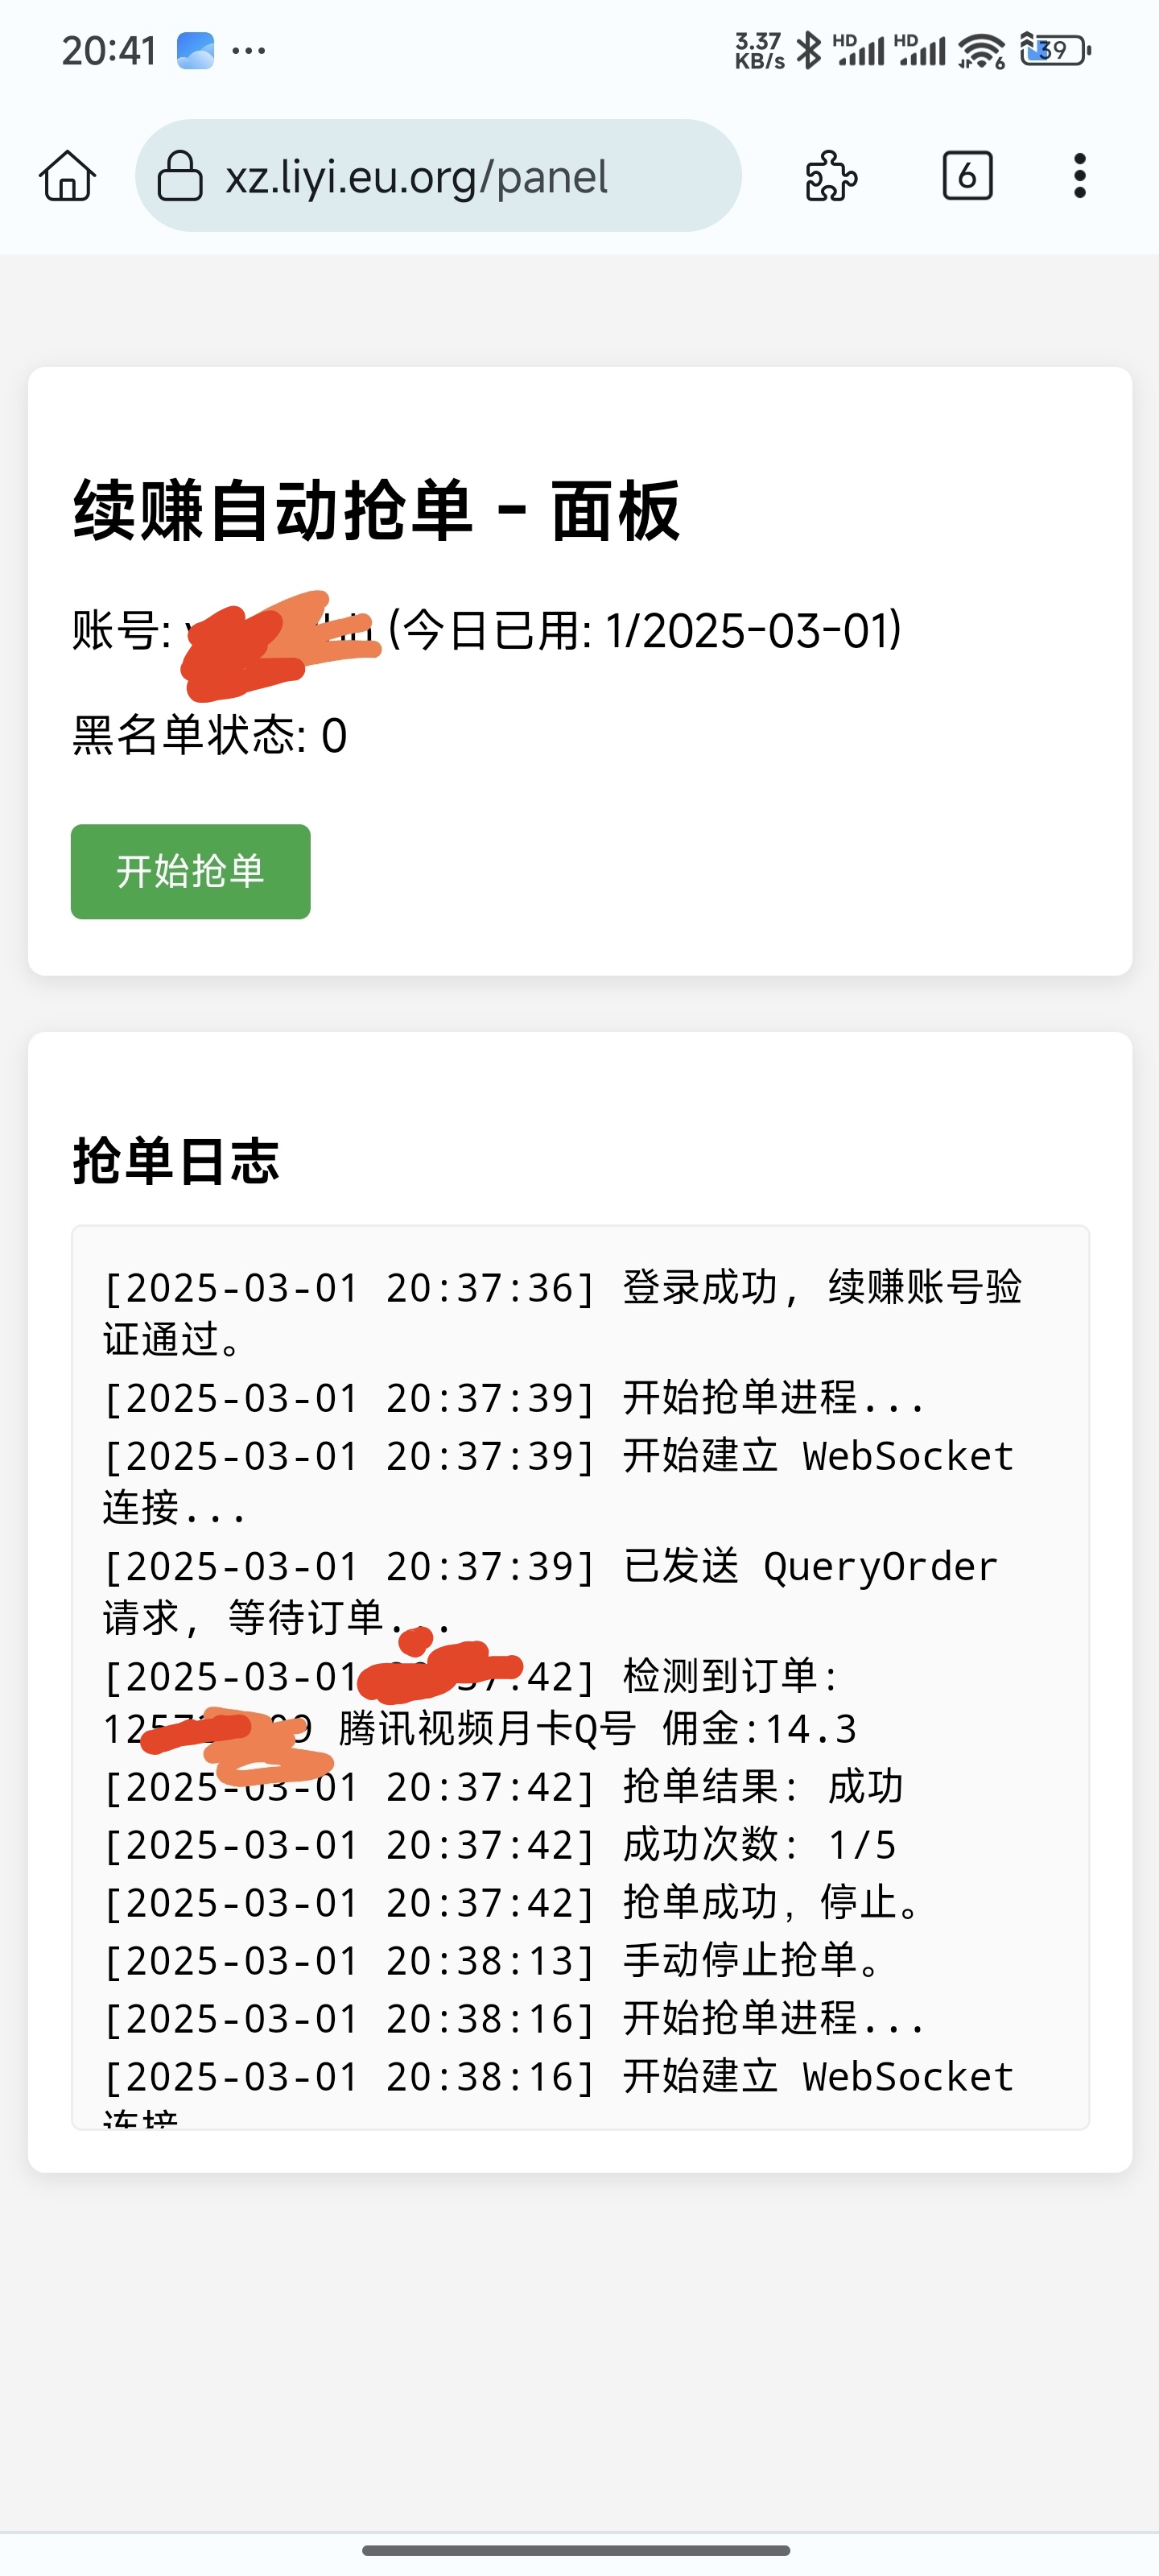 20:41
3.37
KB/s
HD
HD
6
39
xz.liyi.eu.org/panel
6
续赚自动抢单 - 面板
账号: (今日已用: 1/2025-03-01)
黑名单状态: 0
开始抢单
抢单日志
[2025-03-01 20:37:36] 登录成功, 续赚账号验
证通过。
[2025-03-01 20:37:39] 开始抢单进程...
[2025-03-01 20:37:39] 开始建立 WebSocket
连接...
[2025-03-01 20:37:39] 已发送 QueryOrder
请求, 等待订单...
[2025-03-01 :42] 检测到订单:
腾讯视频月卡Q号 佣金:14.3
[2025-03-01 20:37:42] 抢单结果: 成功
[2025-03-01 20:37:42] 成功次数: 1/5
[2025-03-01 20:37:42] 抢单成功, 停止。
[2025-03-01 20:38:13] 手动停止抢单。
[2025-03-01 20:38:16] 开始抢单进程...
[2025-03-01 20:38:16] 开始建立 WebSocket
连接